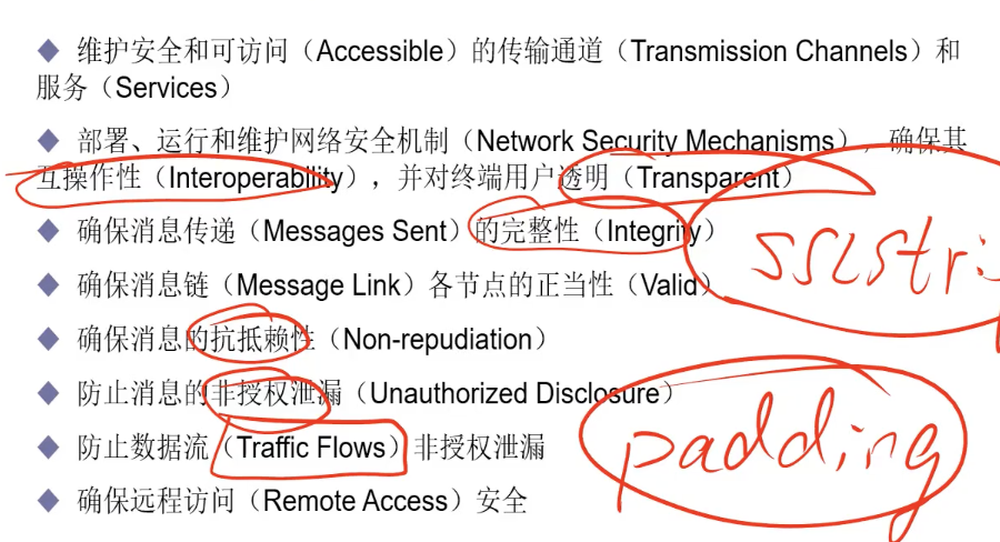 ◆ 维护安全和可访问（Accessible）的传输通道（Transmission Channels）和
服务（Services）
◆ 部署、运行和维护网络安全机制（Network Security Mechanisms），确保其
互操作性（Interoperability），并对终端用户透明（Transparent）
◆ 确保消息传递（Messages Sent）的完整性（Integrity）
sslstri
◆ 确保消息链（Message Link）各节点的正当性（Valid）
◆ 确保消息的抗抵赖性（Non-repudiation）
◆ 防止消息的非授权泄漏（Unauthorized Disclosure）
◆ 防止数据流（Traffic Flows）非授权泄漏
padding
◆ 确保远程访问（Remote Access）安全